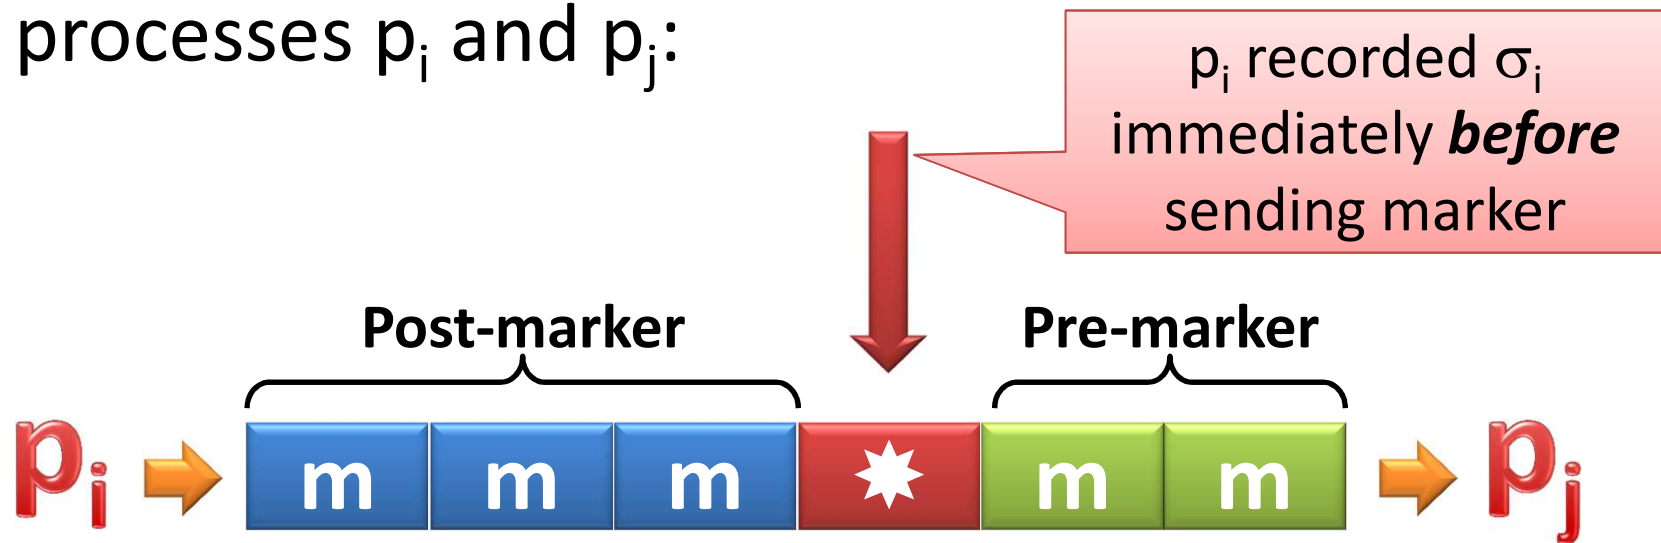 processes pᵢ and pⱼ:
pᵢ recorded σᵢ
immediately before
sending marker
Post-marker
Pre-marker
pᵢ m m m m m pⱼ